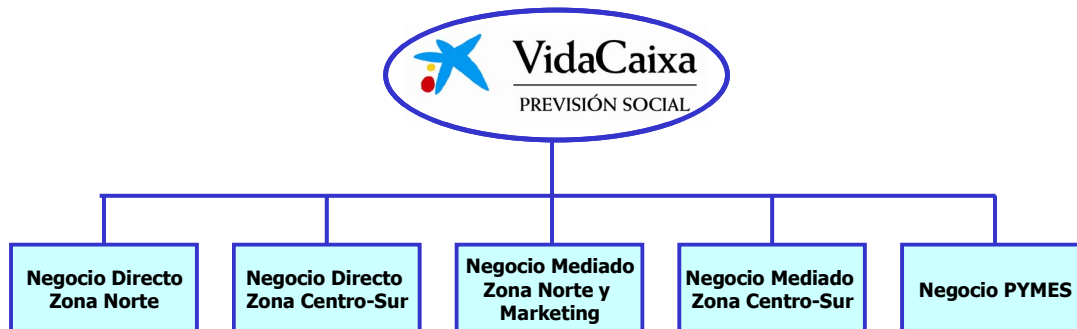 VidaCaixa
PREVISIÓN SOCIAL
Negocio Directo
Zona Norte
Negocio Directo
Zona Centro-Sur
Negocio Mediado
Zona Norte y
Marketing
Negocio Mediado
Zona Centro-Sur
Negocio PYMES